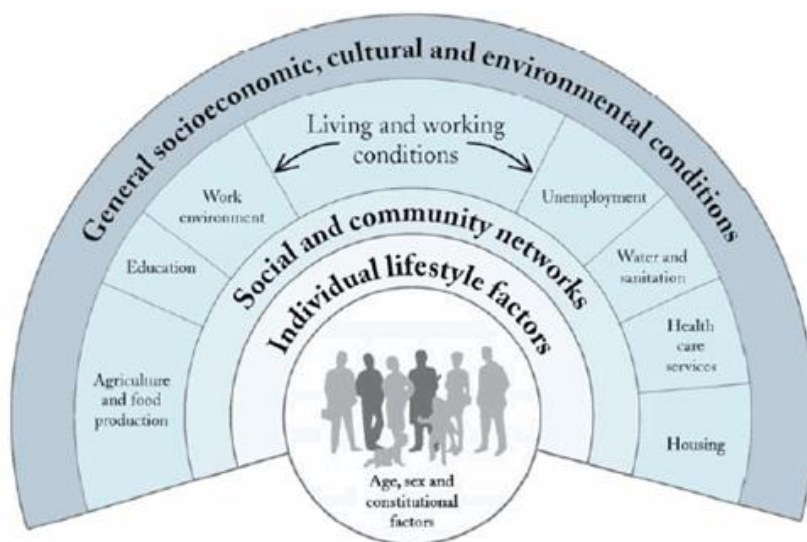 General socioeconomic, cultural and environmental conditions
Living and working
conditions
Work
environment
Unemployment
Education
Water and
sanitation
Agriculture
and food
production
Health
care
services
Housing
Social and community networks
Individual lifestyle factors
Age, sex and
constitutional
factors